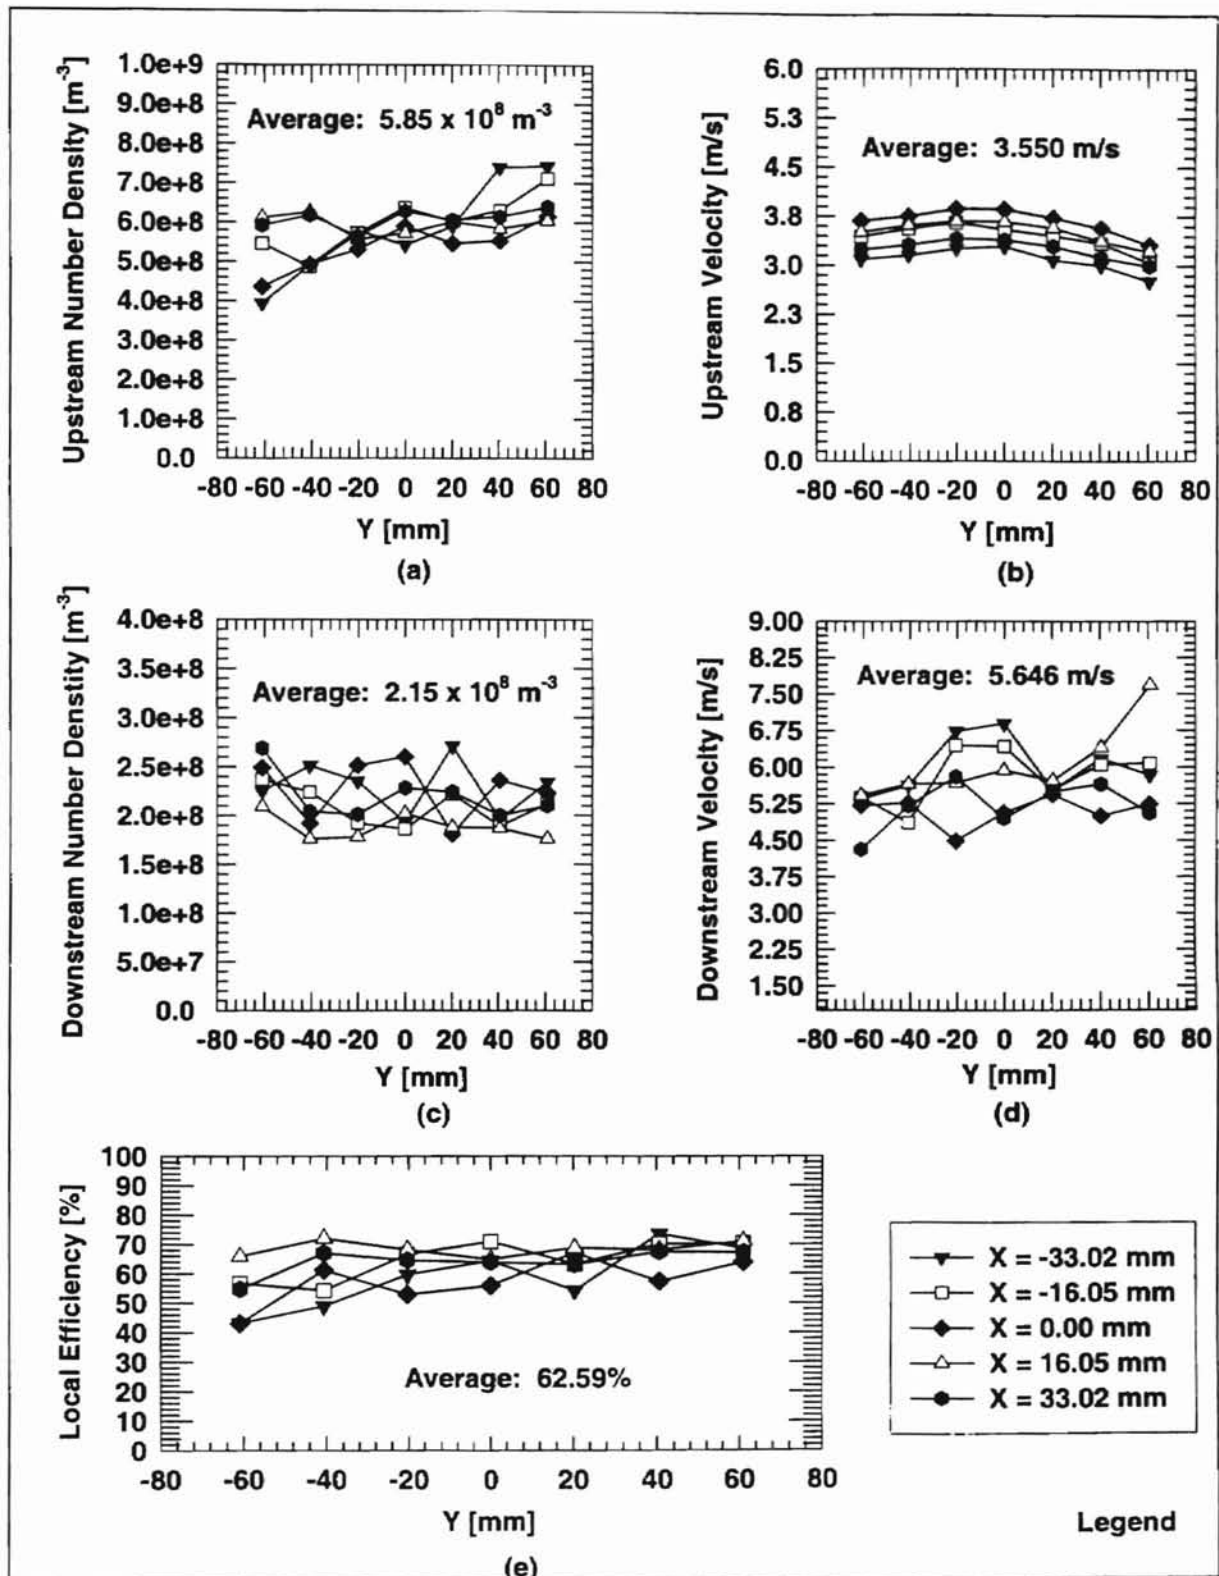 1.0e+9
9.0e+8
8.0e+8
7.0e+8
6.0e+8
5.0e+8
4.0e+8
3.0e+8
2.0e+8
1.0e+8
0.0
Upstream Number Density [m⁻³]
Average: 5.85 x 10⁸ m⁻³
-80 -60 -40 -20 0 20 40 60 80
Y [mm]
(a)
6.0
5.3
4.5
3.8
3.0
2.3
1.5
0.8
0.0
Upstream Velocity [m/s]
Average: 3.550 m/s
-80 -60 -40 -20 0 20 40 60 80
Y [mm]
(b)
4.0e+8
3.5e+8
3.0e+8
2.5e+8
2.0e+8
1.5e+8
1.0e+8
5.0e+7
0.0
Downstream Number Denstity [m⁻³]
Average: 2.15 x 10⁸ m⁻³
-80 -60 -40 -20 0 20 40 60 80
Y [mm]
(c)
9.00
8.25
7.50
6.75
6.00
5.25
4.50
3.75
3.00
2.25
1.50
Downstream Velocity [m/s]
Average: 5.646 m/s
-80 -60 -40 -20 0 20 40 60 80
Y [mm]
(d)
100
90
80
70
60
50
40
30
20
10
0
Local Efficiency [%]
Average: 62.59%
-80 -60 -40 -20 0 20 40 60 80
Y [mm]
(e)
X = -33.02 mm
X = -16.05 mm
X = 0.00 mm
X = 16.05 mm
X = 33.02 mm
Legend